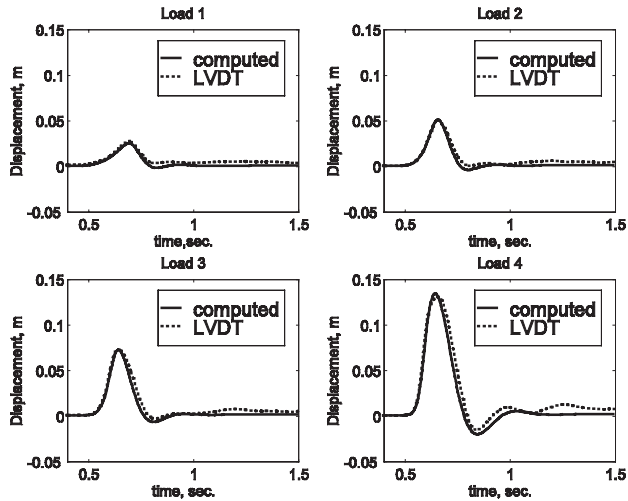 Load 1
0.15
0.1
0.05
0
-0.05
Displacement, m
computed
LVDT
0.5
1
1.5
time,sec.
Load 2
0.15
0.1
0.05
0
-0.05
Displacement, m
computed
LVDT
0.5
1
1.5
time, sec.
Load 3
0.15
0.1
0.05
0
-0.05
Displacement, m
computed
LVDT
0.5
1
1.5
time, sec.
Load 4
0.15
0.1
0.05
0
-0.05
Displacement, m
computed
LVDT
0.5
1
1.5
time, sec.